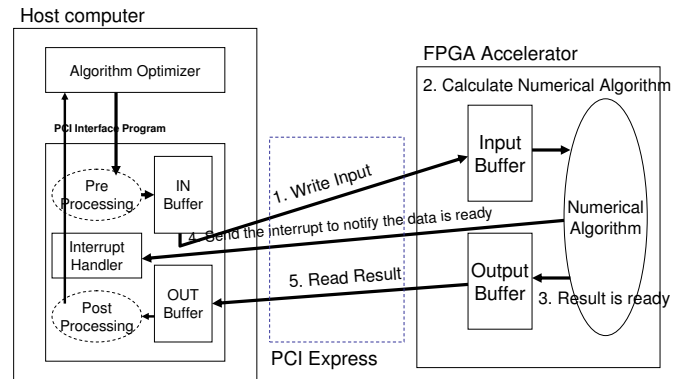 Host computer
FPGA Accelerator
Algorithm Optimizer
2. Calculate Numerical Algorithm
PCI Interface Program
Pre
Processing
IN
Buffer
1. Write Input
Input
Buffer
4. Send the interrupt to notify the data is ready
Interrupt
Handler
Numerical
Algorithm
Post
Processing
OUT
Buffer
5. Read Result
Output
Buffer
3. Result is ready
PCI Express